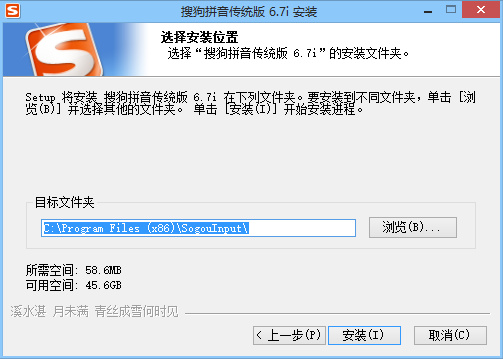 搜狗拼音传统版 6.7i 安装
选择安装位置
选择“搜狗拼音传统版 6.7i”的安装文件夹。
Setup 将安装 搜狗拼音传统版 6.7i 在下列文件夹。要安装到不同文件夹，单击 [浏
览(B)] 并选择其他的文件夹。 单击 [安装(I)] 开始安装进程。
目标文件夹
C:\Program Files (x86)\SogouInput\
浏览(B)...
所需空间: 58.6MB
可用空间: 45.6GB
溪水湛 月未满 青丝成雪何时见
< 上一步(P)
安装(I)
取消(C)